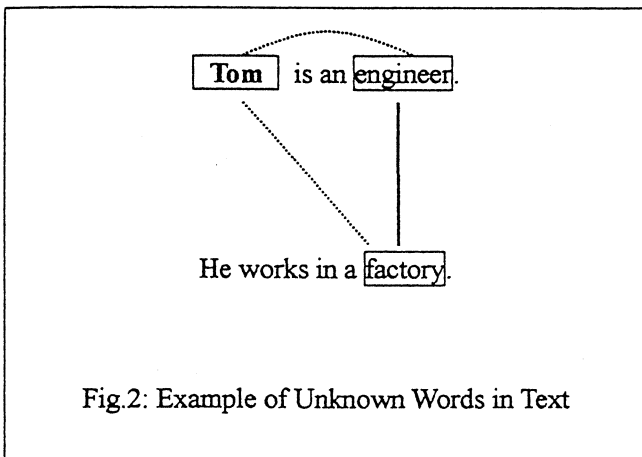 Tom is an engineer.
He works in a factory.
Fig.2: Example of Unknown Words in Text